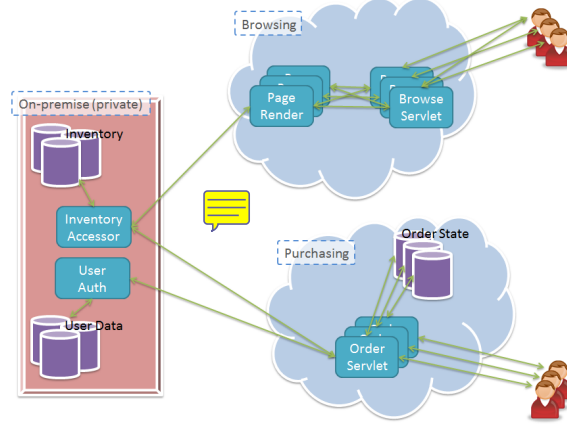 Browsing
Page
Render
Browse
Servlet
On-premise (private)
Inventory
Inventory
Accessor
User
Auth
User Data
Purchasing
Order State
Order
Servlet